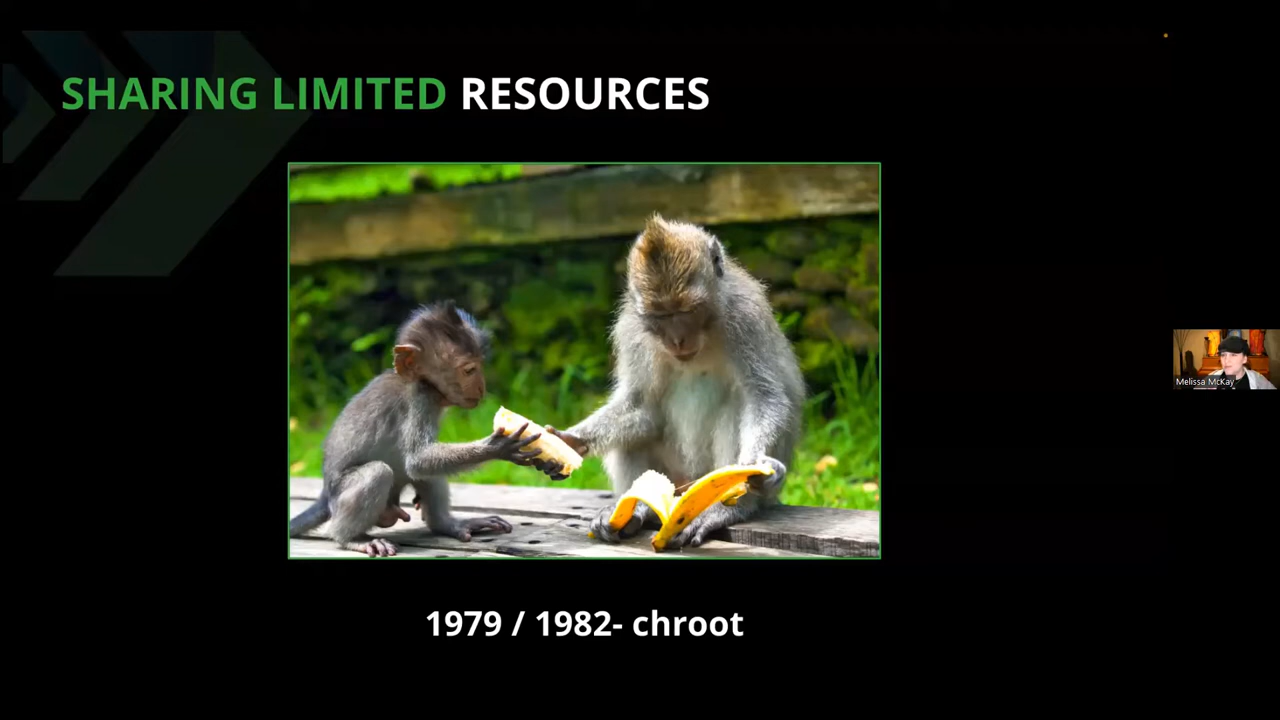 SHARING LIMITED RESOURCES
1979 / 1982- chroot
Melissa McKay